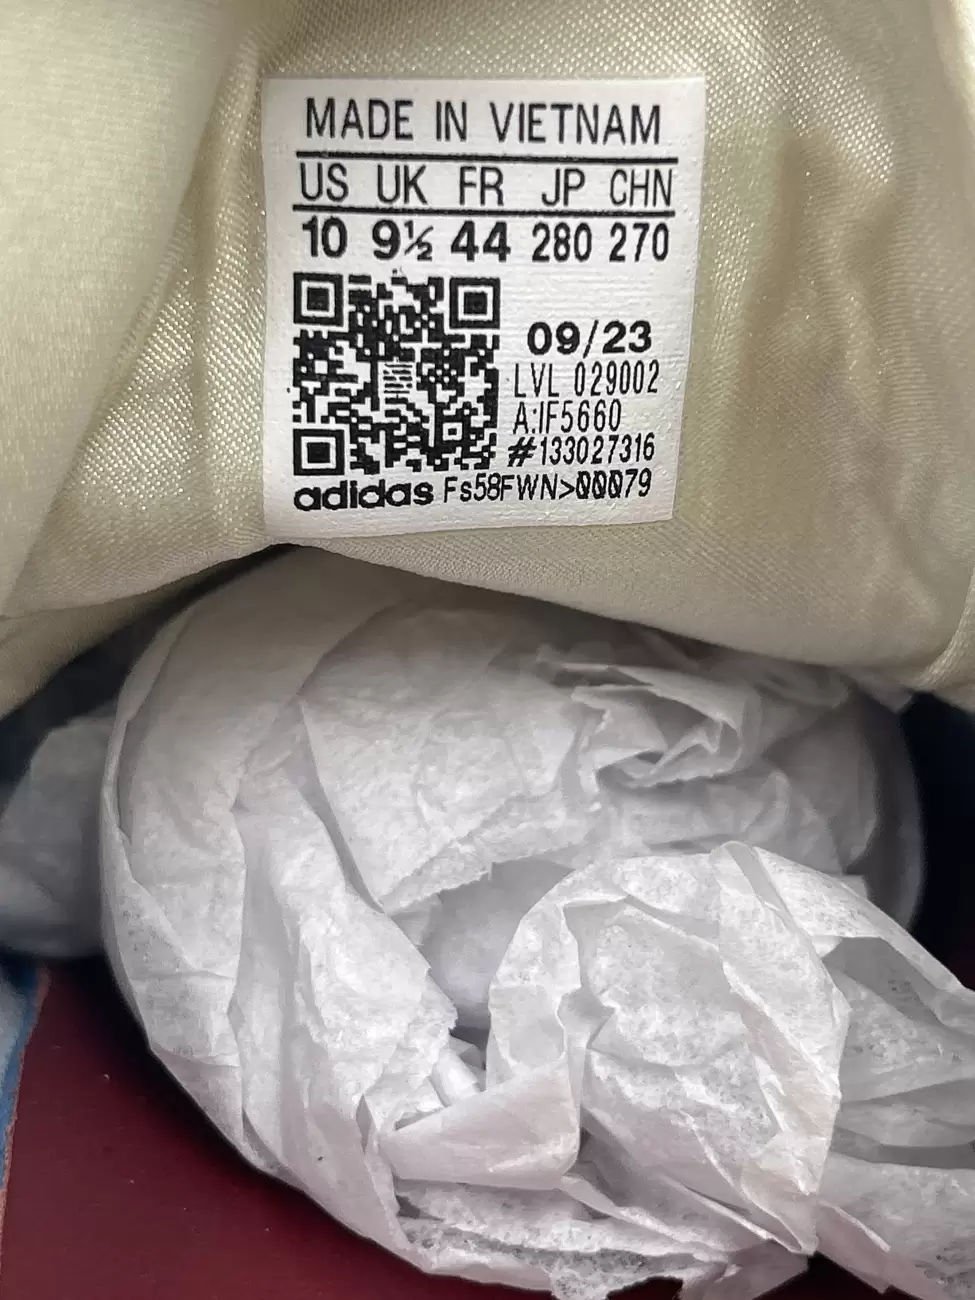 MADE IN VIETNAM
US UK FR JP CHN
10 9½ 44 280 270
09/23
LVL 029002
A:IF5660
#133027316
adidas Fs58FWN>00079